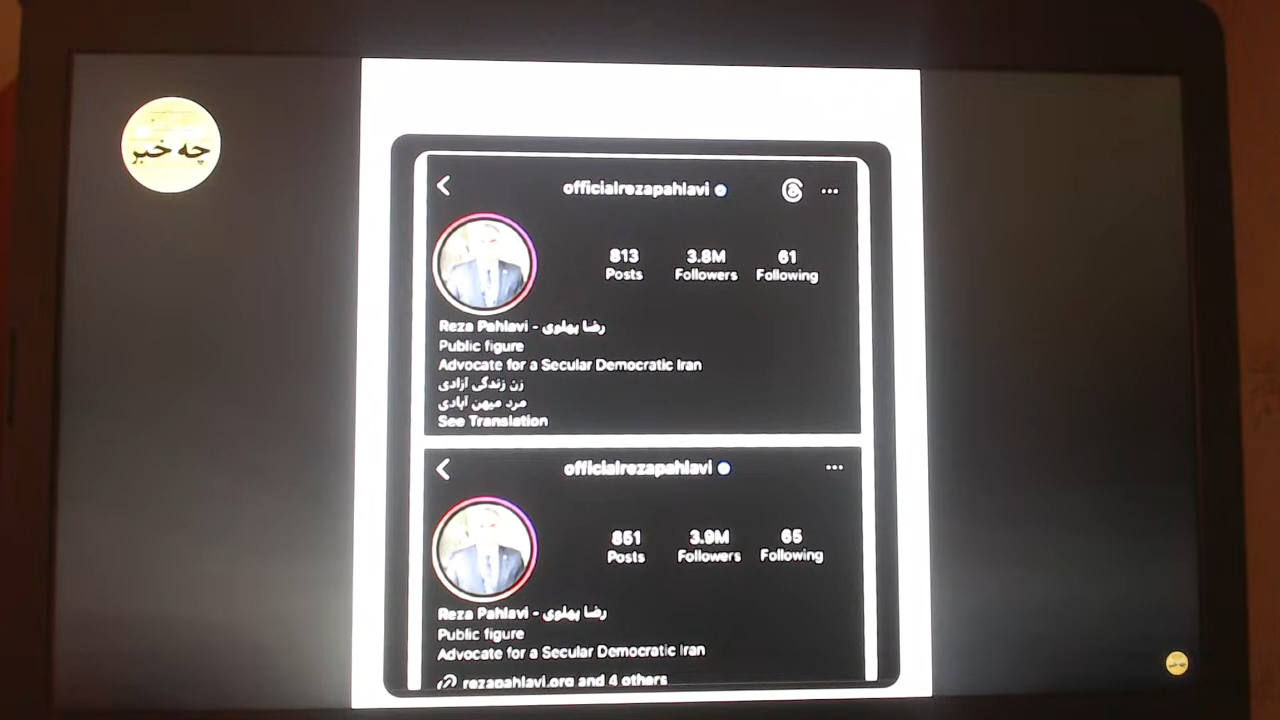 چه خبر
officialrezapahlavi
813 3.8M 61
Posts Followers Following
Reza Pahlavi - رضا پهلوی
Public figure
Advocate for a Secular Democratic Iran
زن زندگی آزادی
مرد میهن آبادی
See Translation
officialrezapahlavi
851 3.9M 65
Posts Followers Following
Reza Pahlavi - رضا پهلوی
Public figure
Advocate for a Secular Democratic Iran
rezapahlavi.org and 4 others
چه خبر